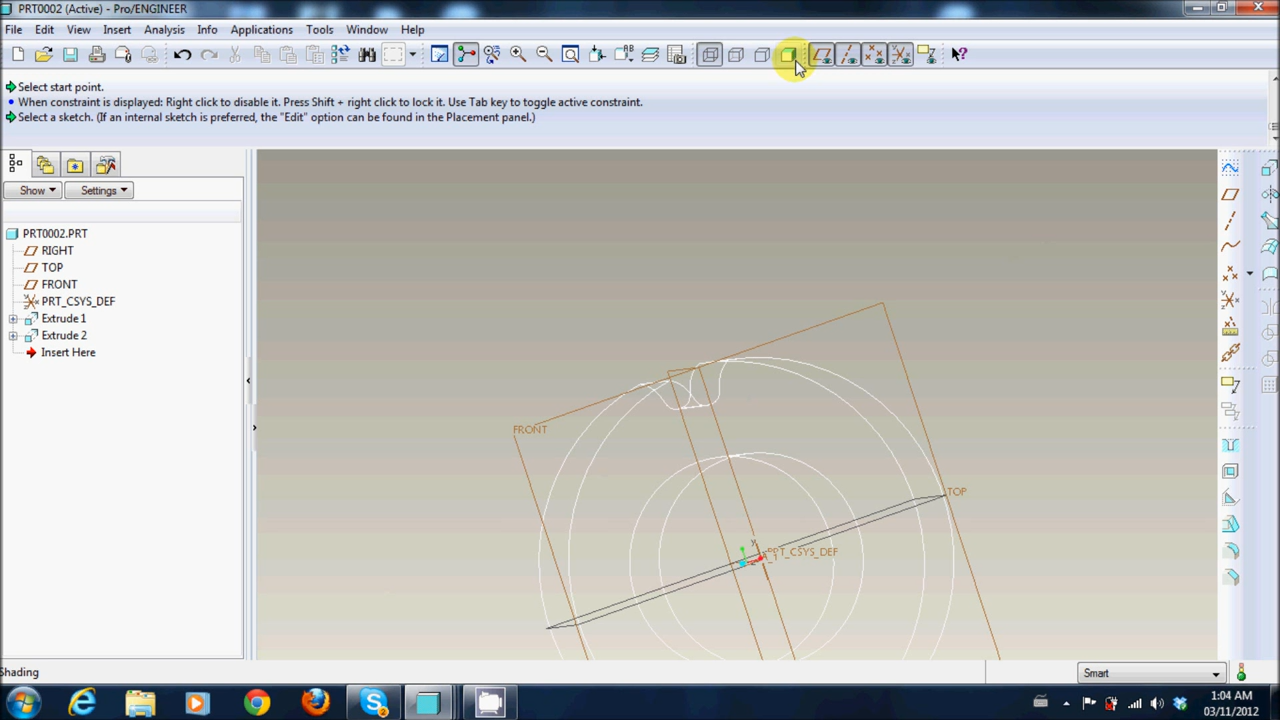 PRT0002 (Active) - Pro/ENGINEER
File Edit View Insert Analysis Info Applications Tools Window Help
Select start point.
When constraint is displayed: Right click to disable it. Press Shift + right click to lock it. Use Tab key to toggle active constraint.
Select a sketch. (If an internal sketch is preferred, the "Edit" option can be found in the Placement panel.)
Show Settings
PRT0002.PRT
RIGHT
TOP
FRONT
PRT_CSYS_DEF
Extrude 1
Extrude 2
Insert Here
FRONT
TOP
PRT_CSYS_DEF
Shading
Smart
1:04 AM
03/11/2012